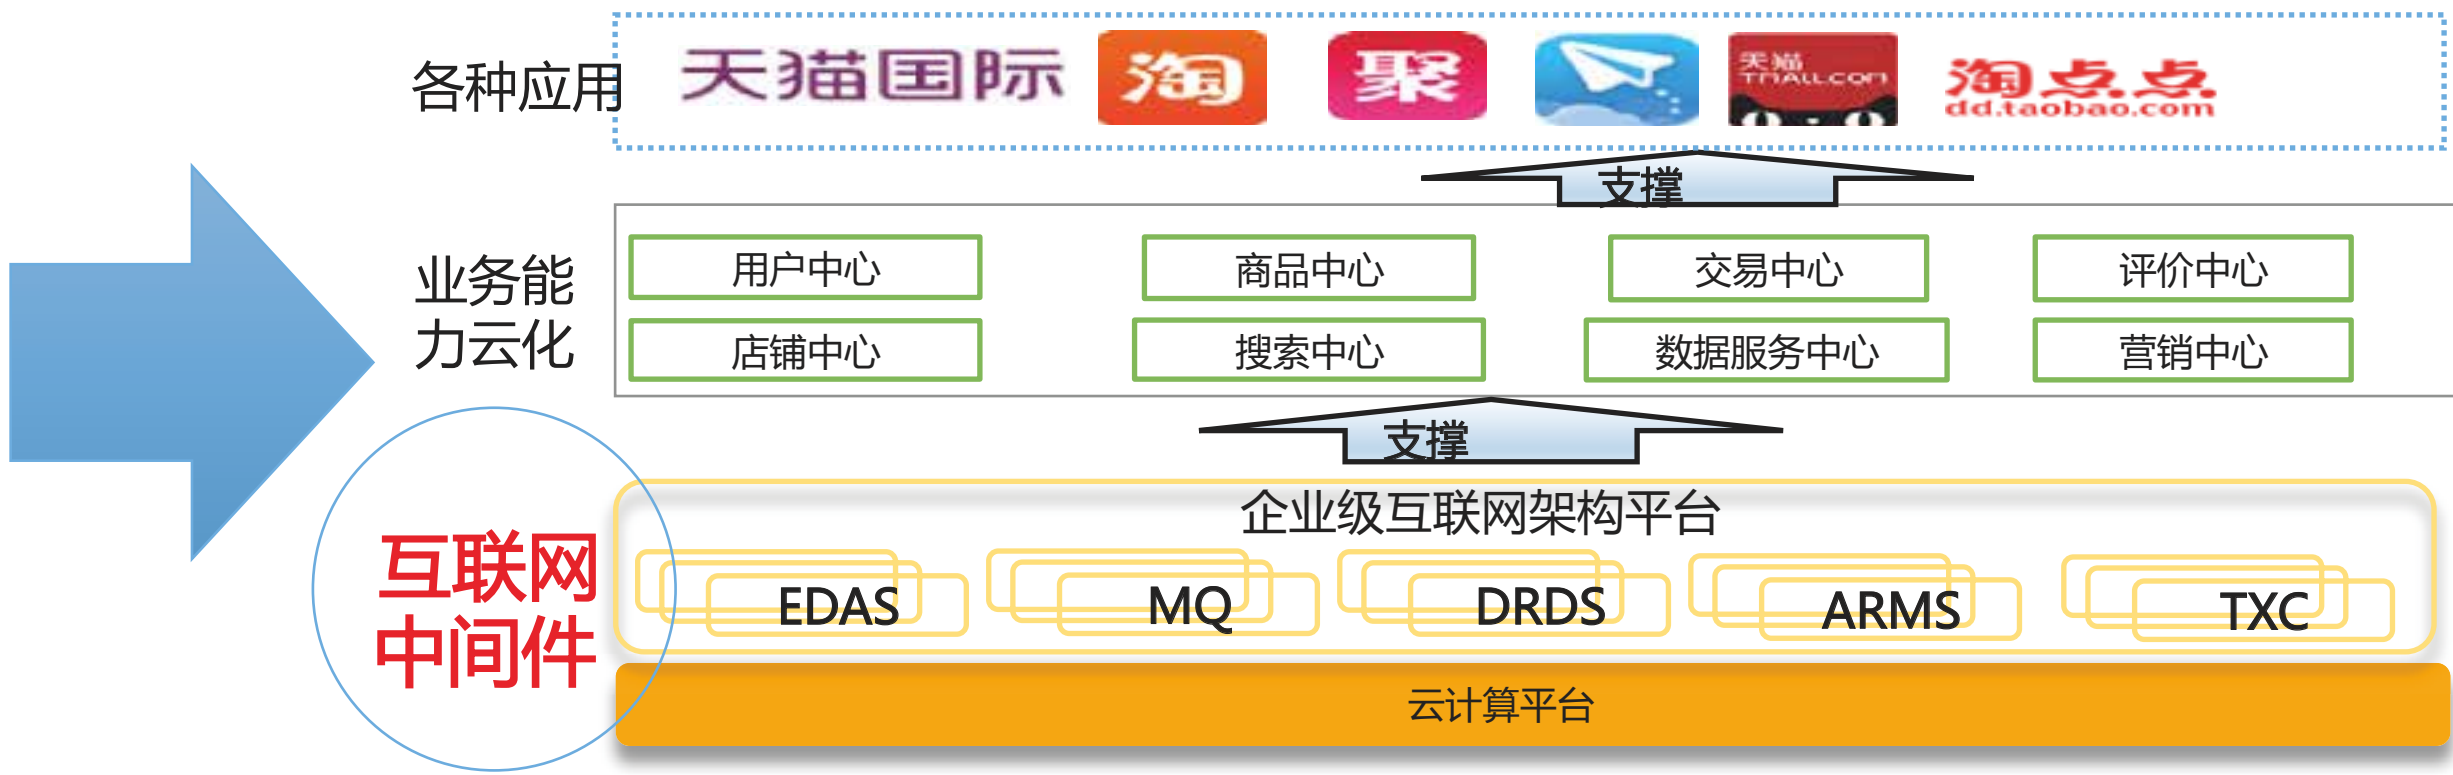 各种应用
天猫国际
淘
聚
天猫
TMALL.COM
淘点点
dd.taobao.com
支撑
业务能
力云化
用户中心
商品中心
交易中心
评价中心
店铺中心
搜索中心
数据服务中心
营销中心
支撑
互联网
中间件
企业级互联网架构平台
EDAS
MQ
DRDS
ARMS
TXC
云计算平台